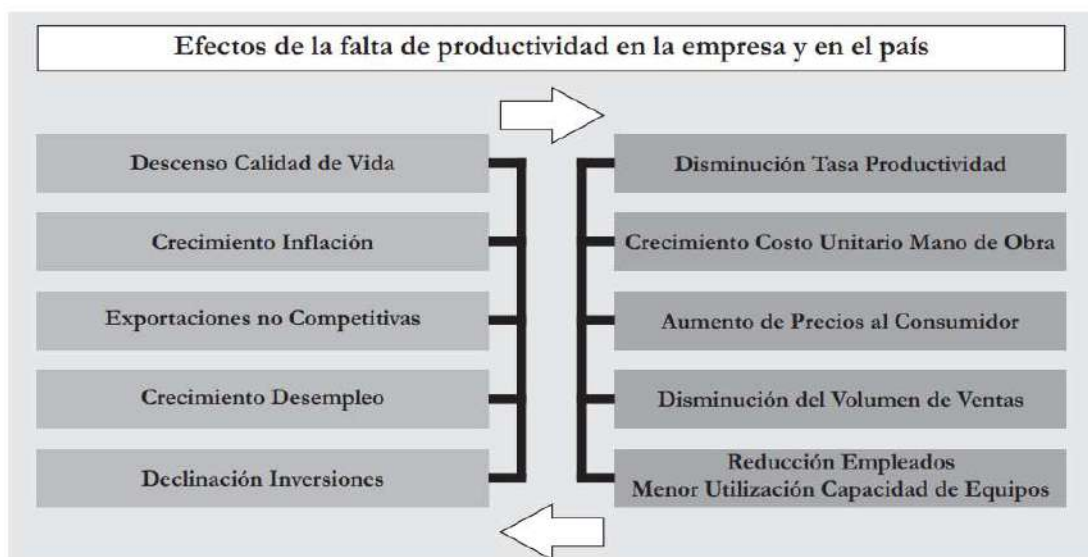 Efectos de la falta de productividad en la empresa y en el país
Descenso Calidad de Vida
Crecimiento Inflación
Exportaciones no Competitivas
Crecimiento Desempleo
Declinación Inversiones
Disminución Tasa Productividad
Crecimiento Costo Unitario Mano de Obra
Aumento de Precios al Consumidor
Disminución del Volumen de Ventas
Reducción Empleados
Menor Utilización Capacidad de Equipos